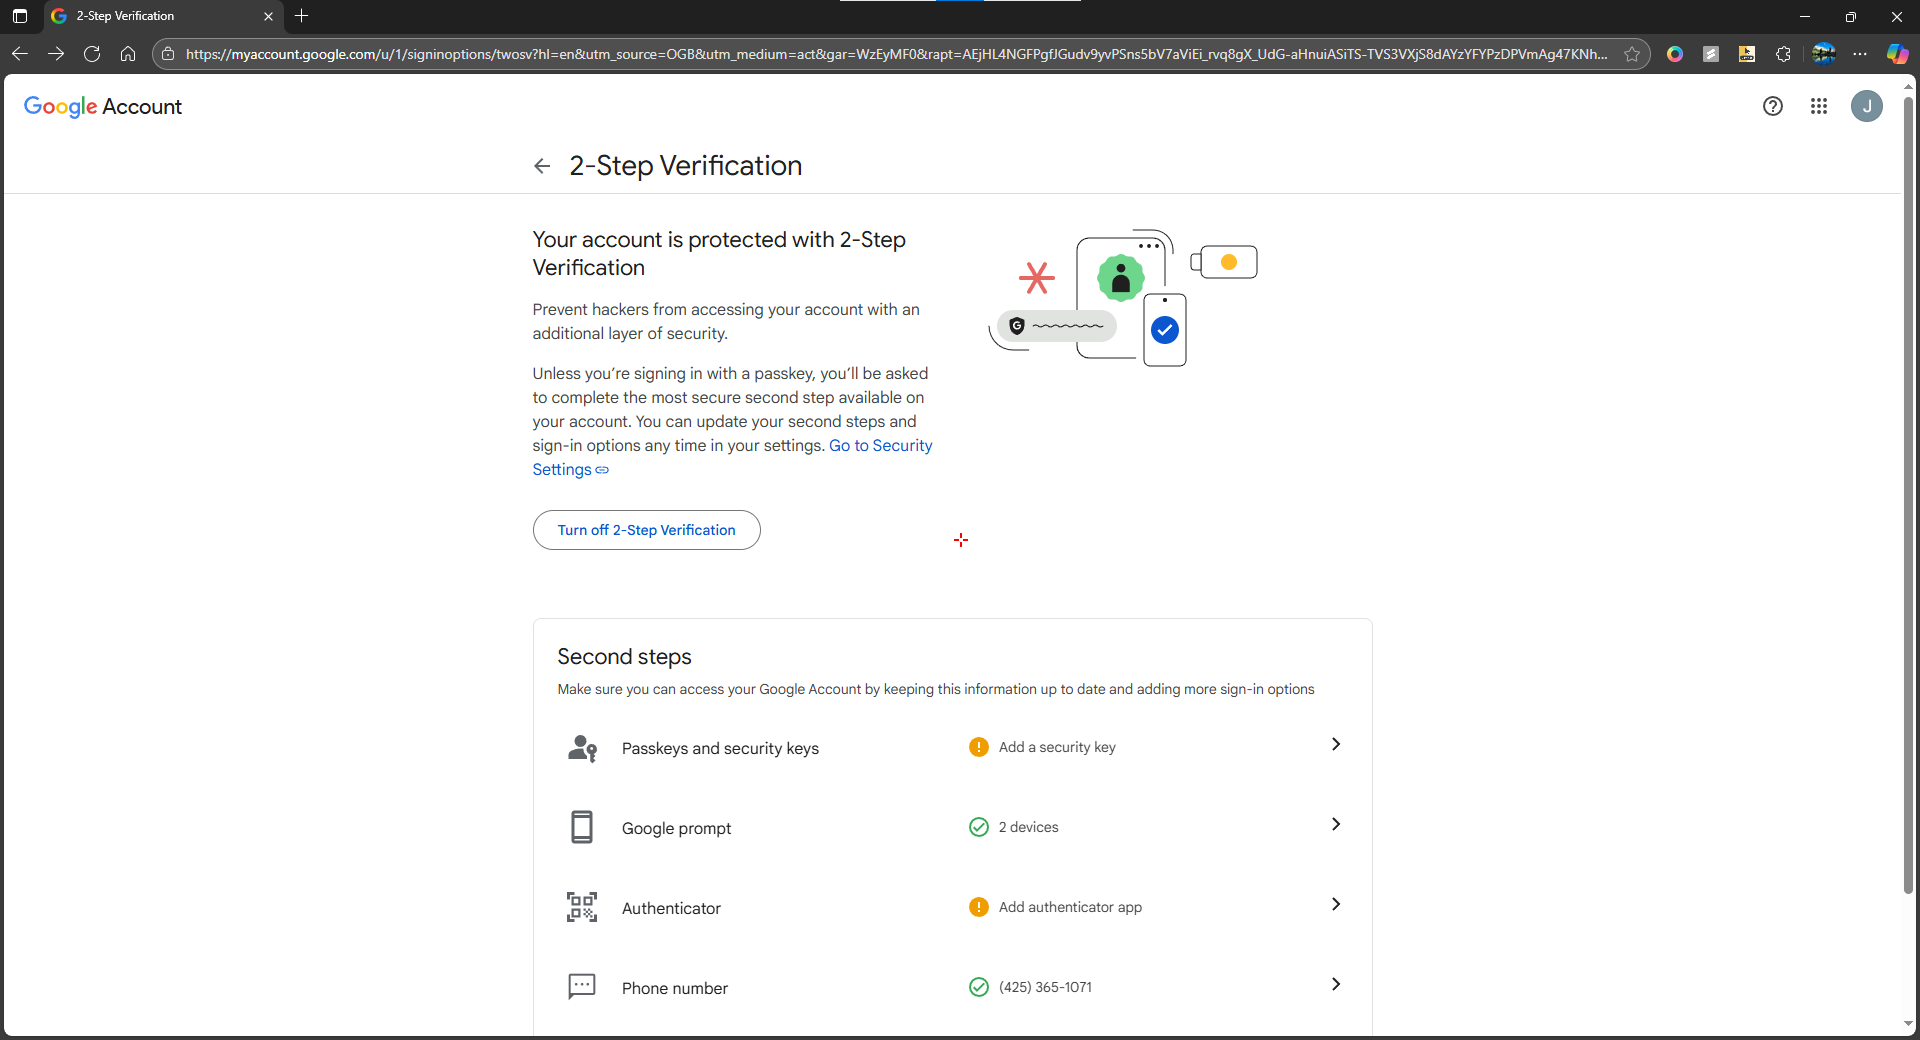 2-Step Verification
https://myaccount.google.com/u/1/signinoptions/twosv?hl=en&utm_source=OGB&utm_medium=act&gar=WzEyMF0&rapt=AEjHL4NGFPgfJGudv9yvPSns5bV7aViEi_rvq8gX_UdG-aHnuiASiTS-TVS3VXjS8dAYzYFYPzDPVmAg47KNh...
Google Account
J
2-Step Verification
Your account is protected with 2-Step
Verification
Prevent hackers from accessing your account with an
additional layer of security.
Unless you’re signing in with a passkey, you’ll be asked
to complete the most secure second step available on
your account. You can update your second steps and
sign-in options any time in your settings. Go to Security
Settings
G
Turn off 2-Step Verification
Second steps
Make sure you can access your Google Account by keeping this information up to date and adding more sign-in options
Passkeys and security keys
Add a security key
Google prompt
2 devices
Authenticator
Add authenticator app
Phone number
(425) 365-1071